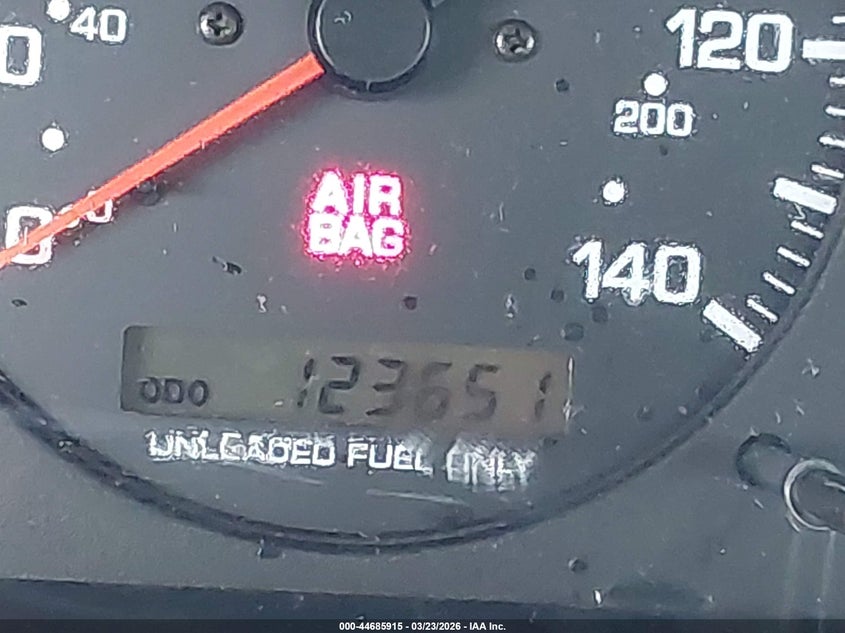 40
120
200
AIR
BAG
140
ODO 123651
UNLEADED FUEL ONLY
000-44685915 - 03/23/2026 - IAA Inc.